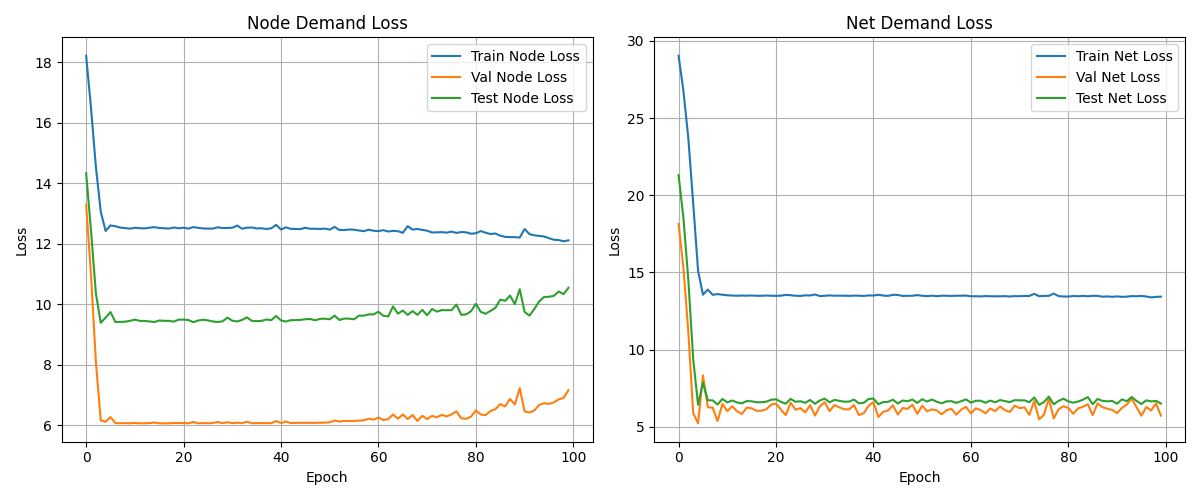 Node Demand Loss
Train Node Loss
Val Node Loss
Test Node Loss
18
16
14
12
10
8
6
Loss
0 20 40 60 80 100
Epoch
Net Demand Loss
Train Net Loss
Val Net Loss
Test Net Loss
30
25
20
15
10
5
Loss
0 20 40 60 80 100
Epoch